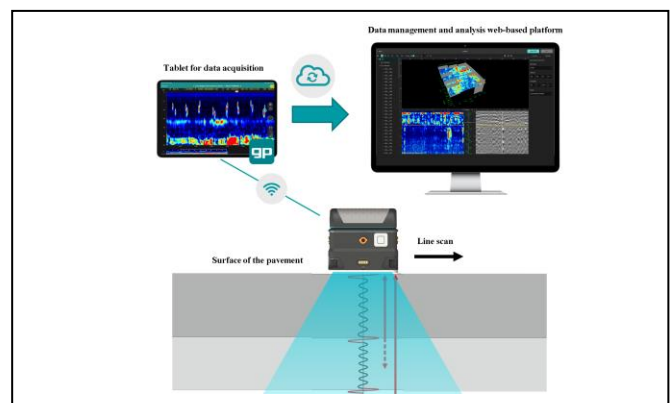 Data management and analysis web-based platform
Tablet for data acquisition
gp
Line scan
Surface of the pavement